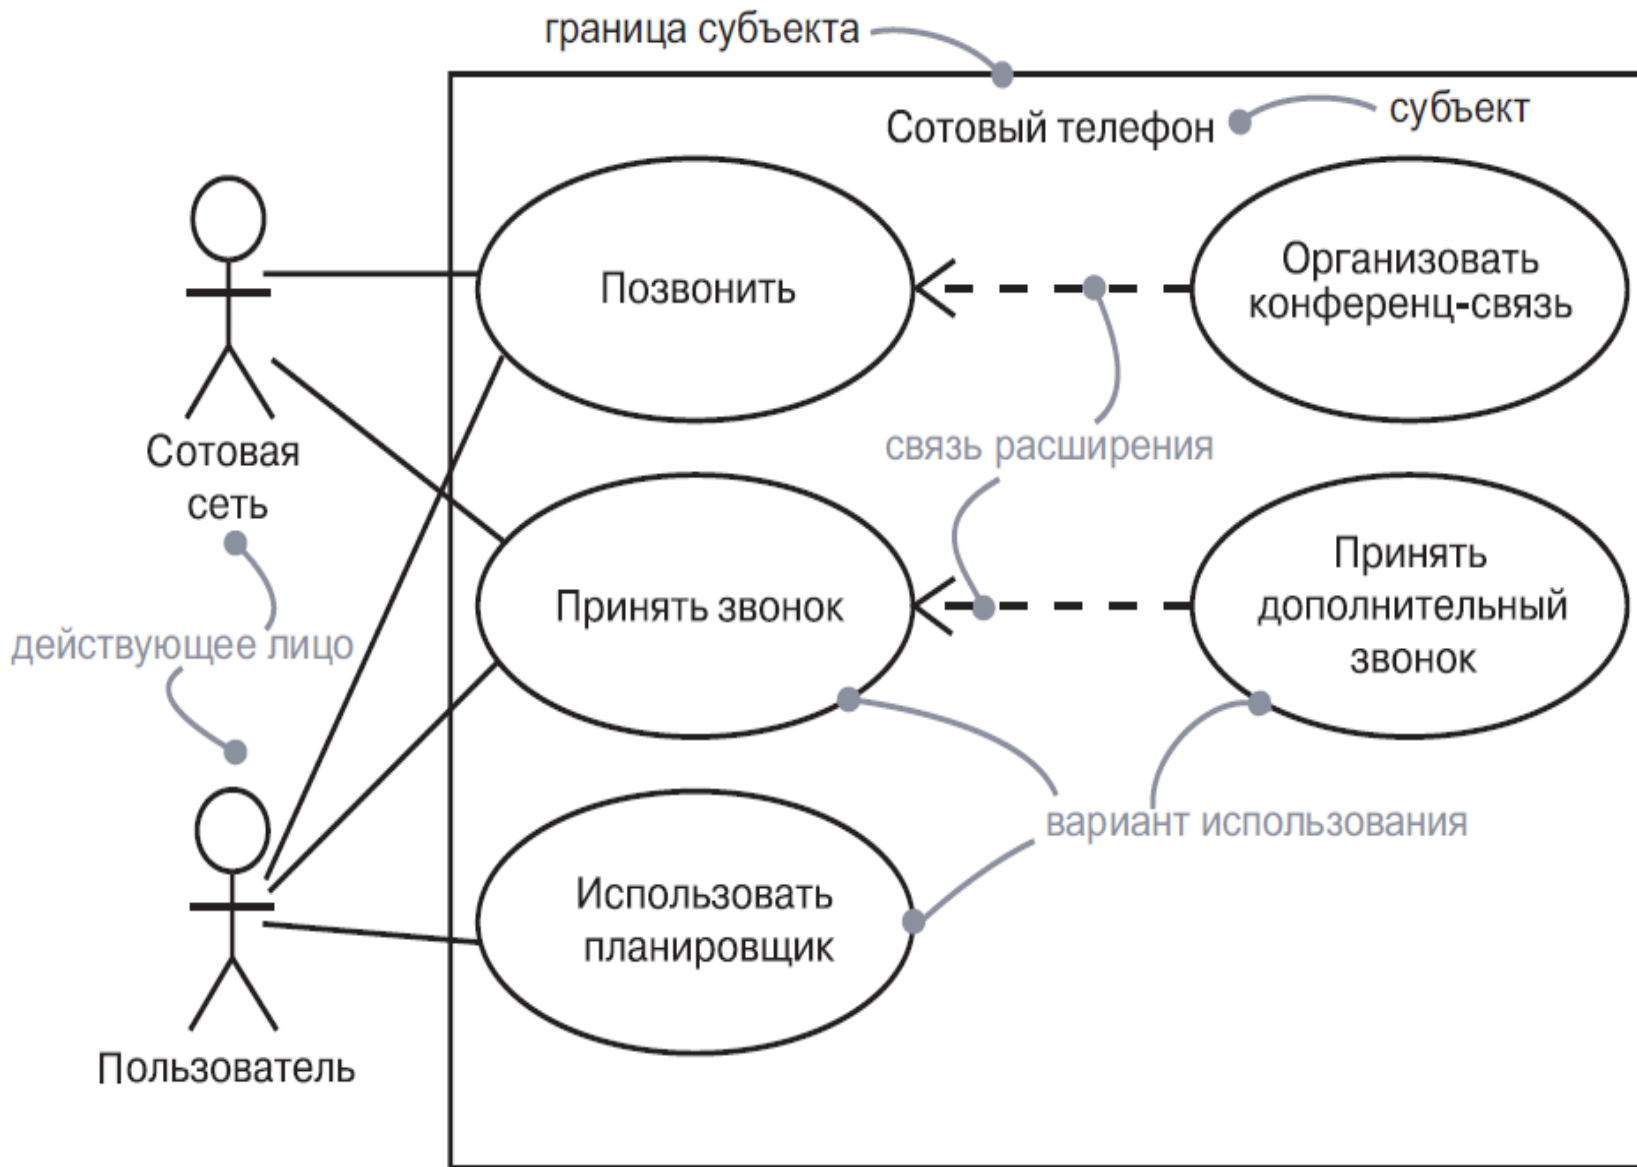 граница субъекта
субъект
Сотовый телефон
Позвонить
Организовать
конференц-связь
Сотовая
сеть
связь расширения
Принять звонок
Принять
дополнительный
звонок
действующее лицо
вариант использования
Использовать
планировщик
Пользователь